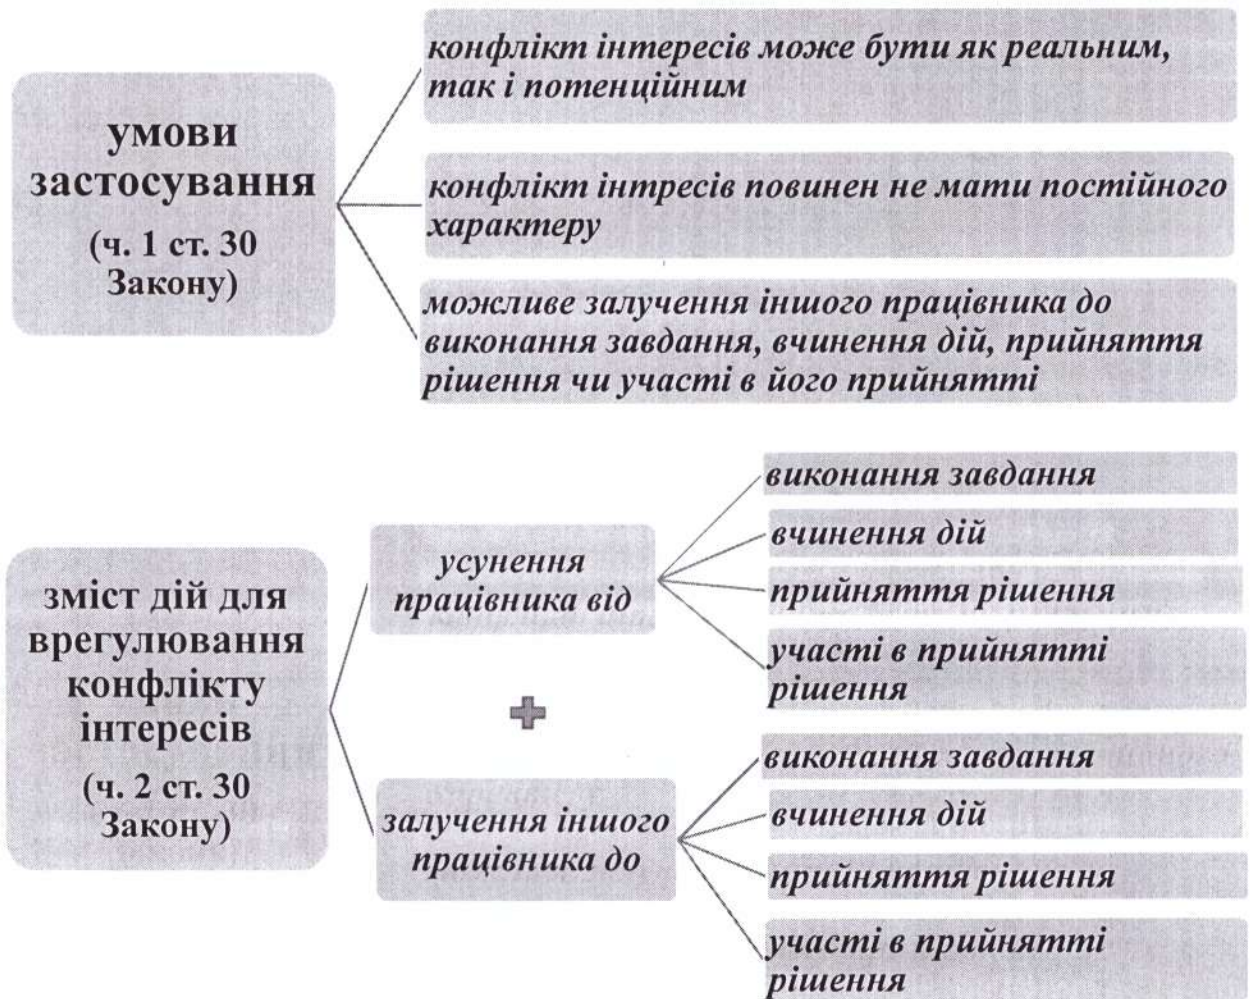 умови
застосування
(ч. 1 ст. 30
Закону)
конфлікт інтересів може бути як реальним,
так і потенційним
конфлікт інтресів повинен не мати постійного
характеру
можливе залучення іншого працівника до
виконання завдання, вчинення дій, прийняття
рішення чи участі в його прийнятті
зміст дій для
врегулювання
конфлікту
інтересів
(ч. 2 ст. 30
Закону)
усунення
працівника від
виконання завдання
вчинення дій
прийняття рішення
участі в прийнятті
рішення
залучення іншого
працівника до
виконання завдання
вчинення дій
прийняття рішення
участі в прийнятті
рішення